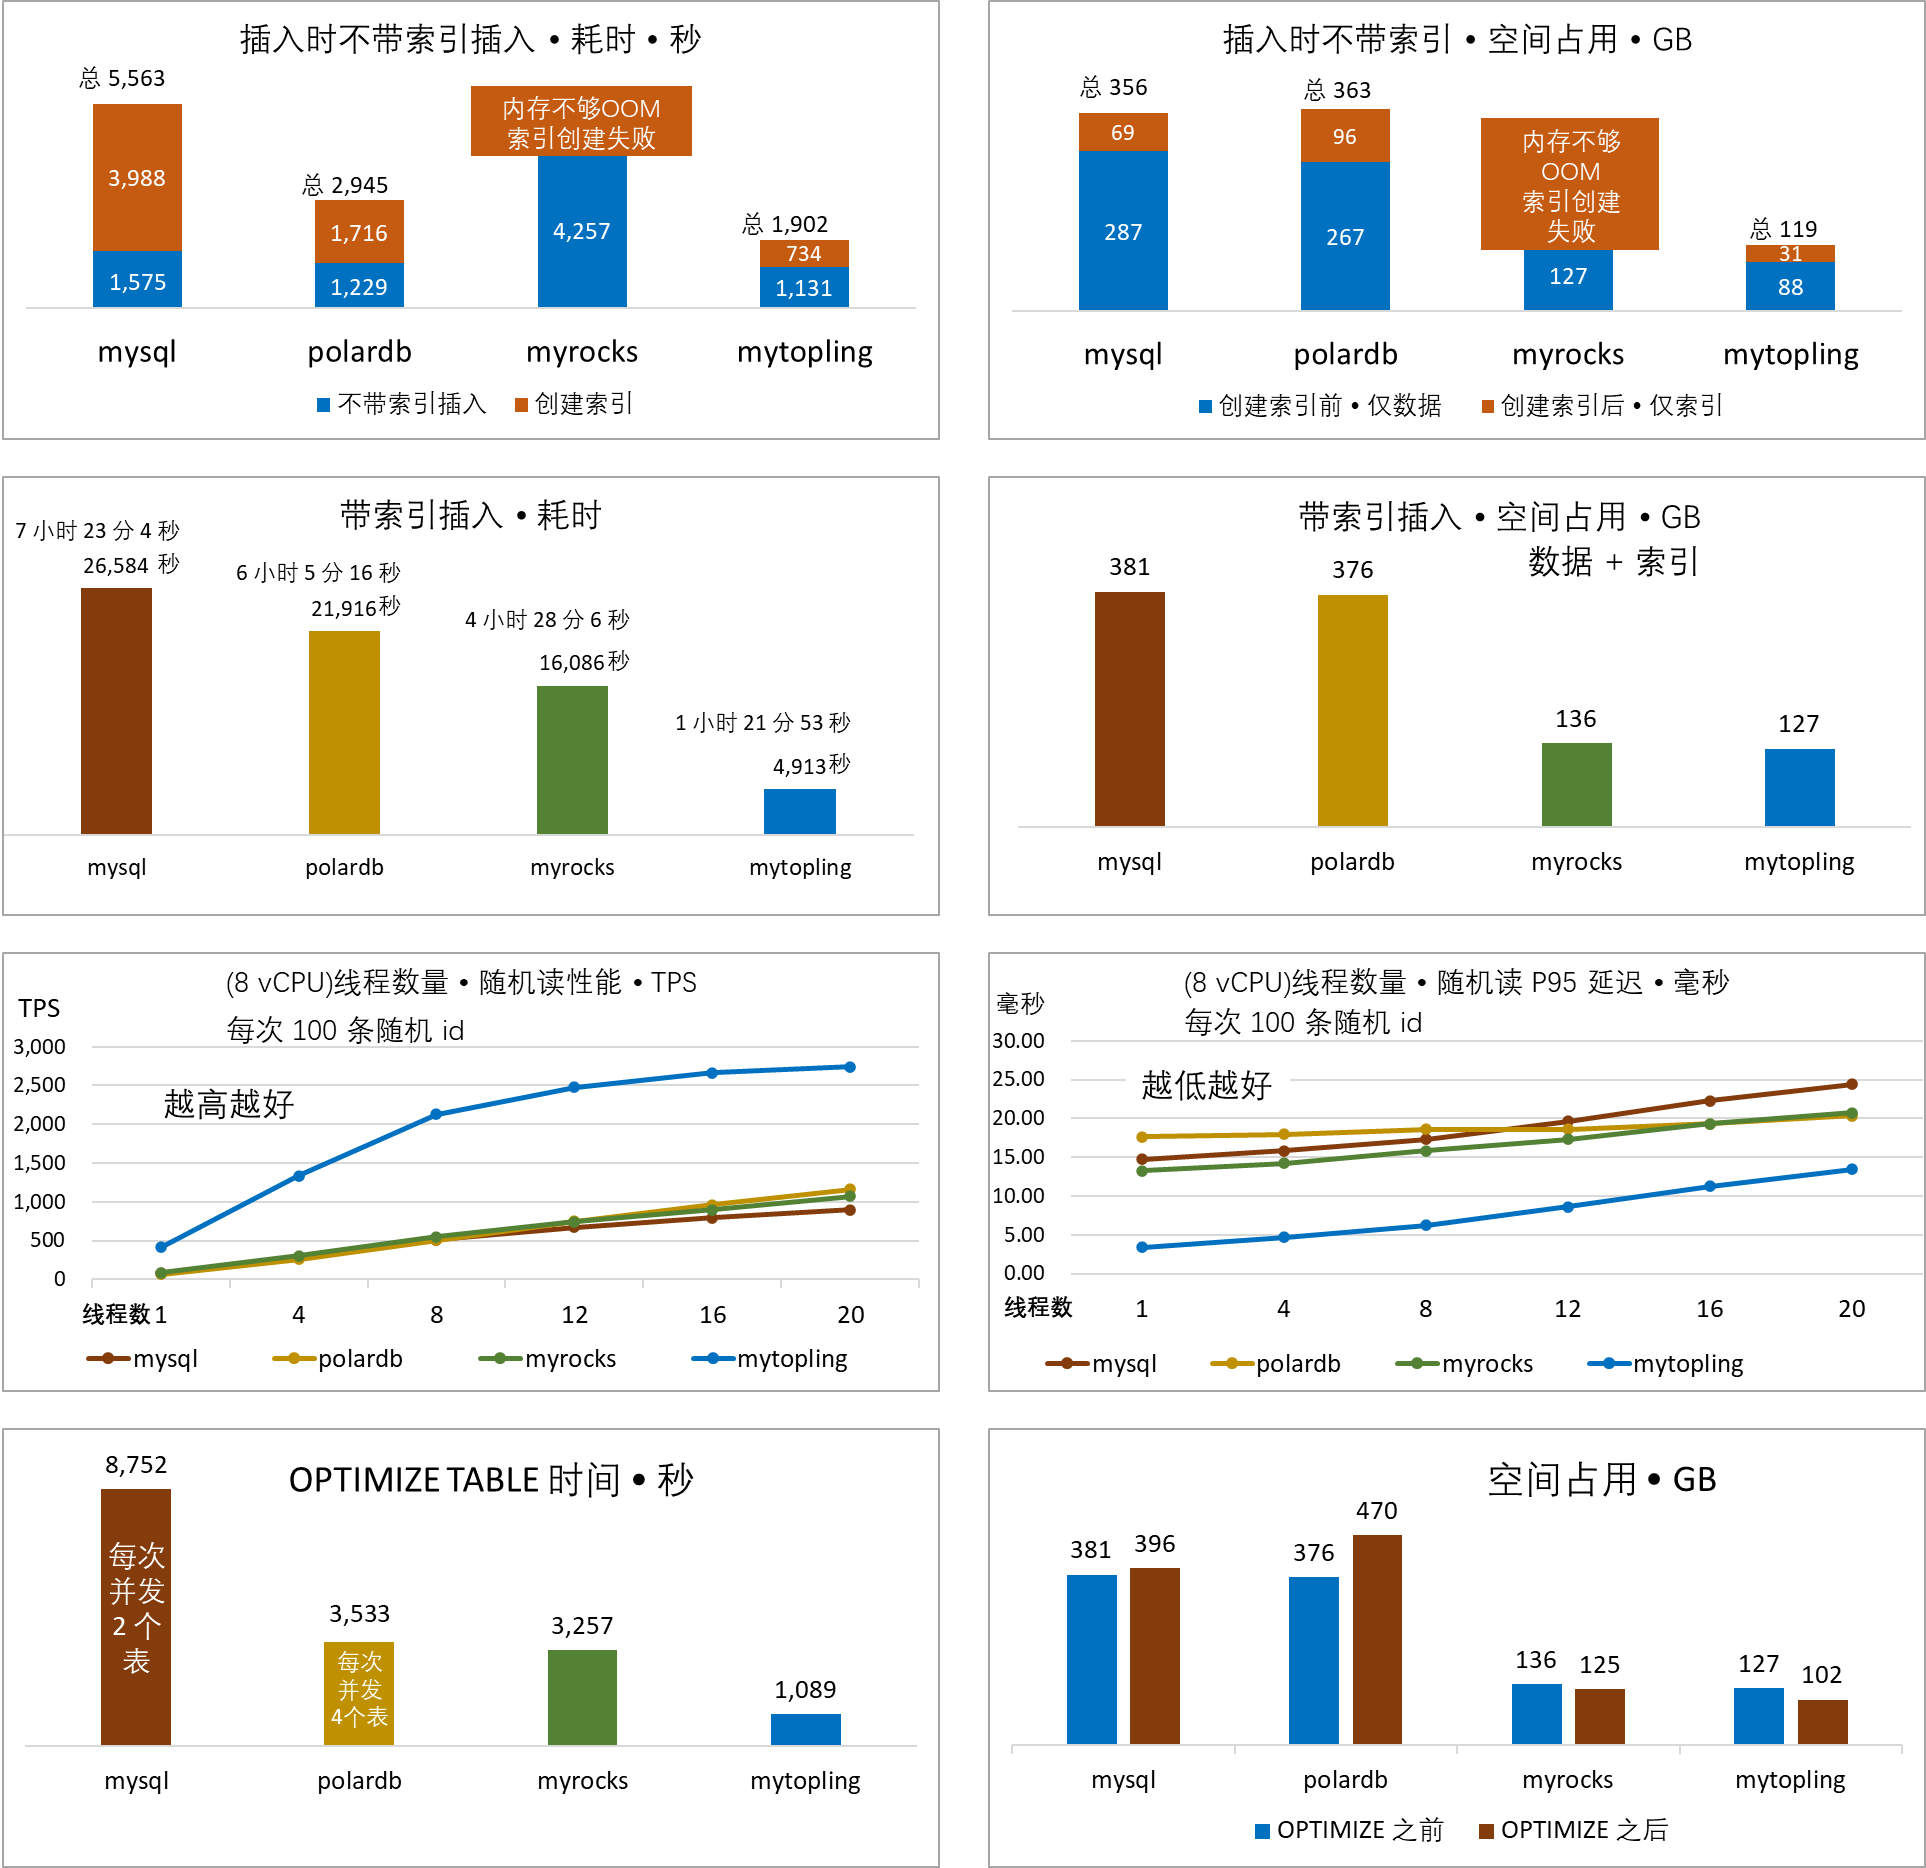 插入时不带索引插入 • 耗时 • 秒
总 5,563
3,988
1,575
总 2,945
1,716
1,229
内存不够OOM
索引创建失败
4,257
总 1,902
734
1,131
mysql polardb myrocks mytopling
不带索引插入 创建索引
插入时不带索引 • 空间占用 • GB
总 356
69
287
总 363
96
267
内存不够
OOM
索引创建
失败
127
总 119
31
88
mysql polardb myrocks mytopling
创建索引前 • 仅数据 创建索引后 • 仅索引
带索引插入 • 耗时
7 小时 23 分 4 秒
26,584 秒
6 小时 5 分 16 秒
21,916 秒
4 小时 28 分 6 秒
16,086 秒
1 小时 21 分 53 秒
4,913 秒
mysql polardb myrocks mytopling
带索引插入 • 空间占用 • GB
数据 + 索引
381
376
136
127
mysql polardb myrocks mytopling
(8 vCPU)线程数量 • 随机读性能 • TPS
每次 100 条随机 id
TPS
越高越好
3,000
2,500
2,000
1,500
1,000
500
0
线程数 1 4 8 12 16 20
mysql polardb myrocks mytopling
(8 vCPU)线程数量 • 随机读 P95 延迟 • 毫秒
每次 100 条随机 id
毫秒
越低越好
30.00
25.00
20.00
15.00
10.00
5.00
0.00
线程数 1 4 8 12 16 20
mysql polardb myrocks mytopling
OPTIMIZE TABLE 时间 • 秒
8,752
每次
并发
2 个
表
3,533
每次
并发
4个表
3,257
1,089
mysql polardb myrocks mytopling
空间占用 • GB
381 396
376 470
136 125
127 102
mysql polardb myrocks mytopling
OPTIMIZE 之前 OPTIMIZE 之后